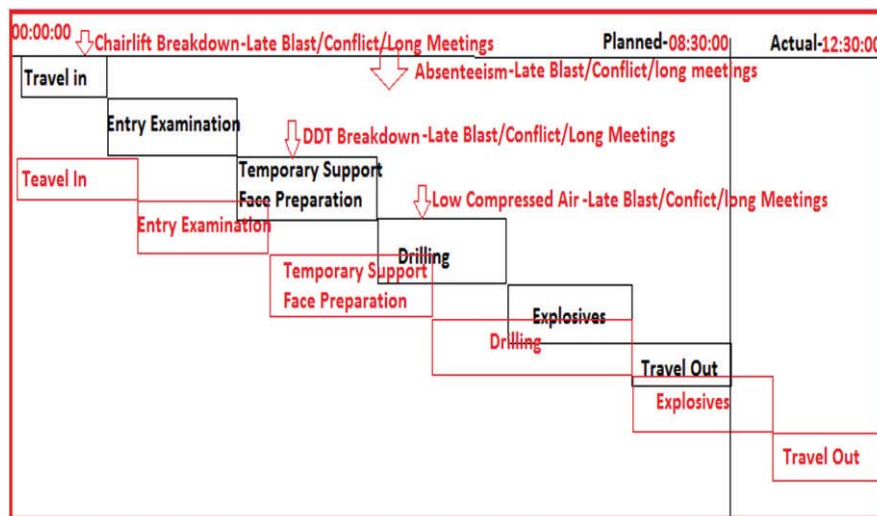 00:00:00
Chairlift Breakdown-Late Blast/Conflict/Long Meetings
Planned-08:30:00
Actual-12:30:00
Travel in
Absenteeism-Late Blast/Conflict/long meetings
Entry Examination
DDT Breakdown-Late Blast/Conflict/Long Meetings
Teavel In
Temporary Support
Face Preparation
Low Compressed Air-Late Blast/Confict/long Meetings
Entry Examination
Drilling
Temporary Support
Face Preparation
Explosives
Drilling
Travel Out
Explosives
Travel Out